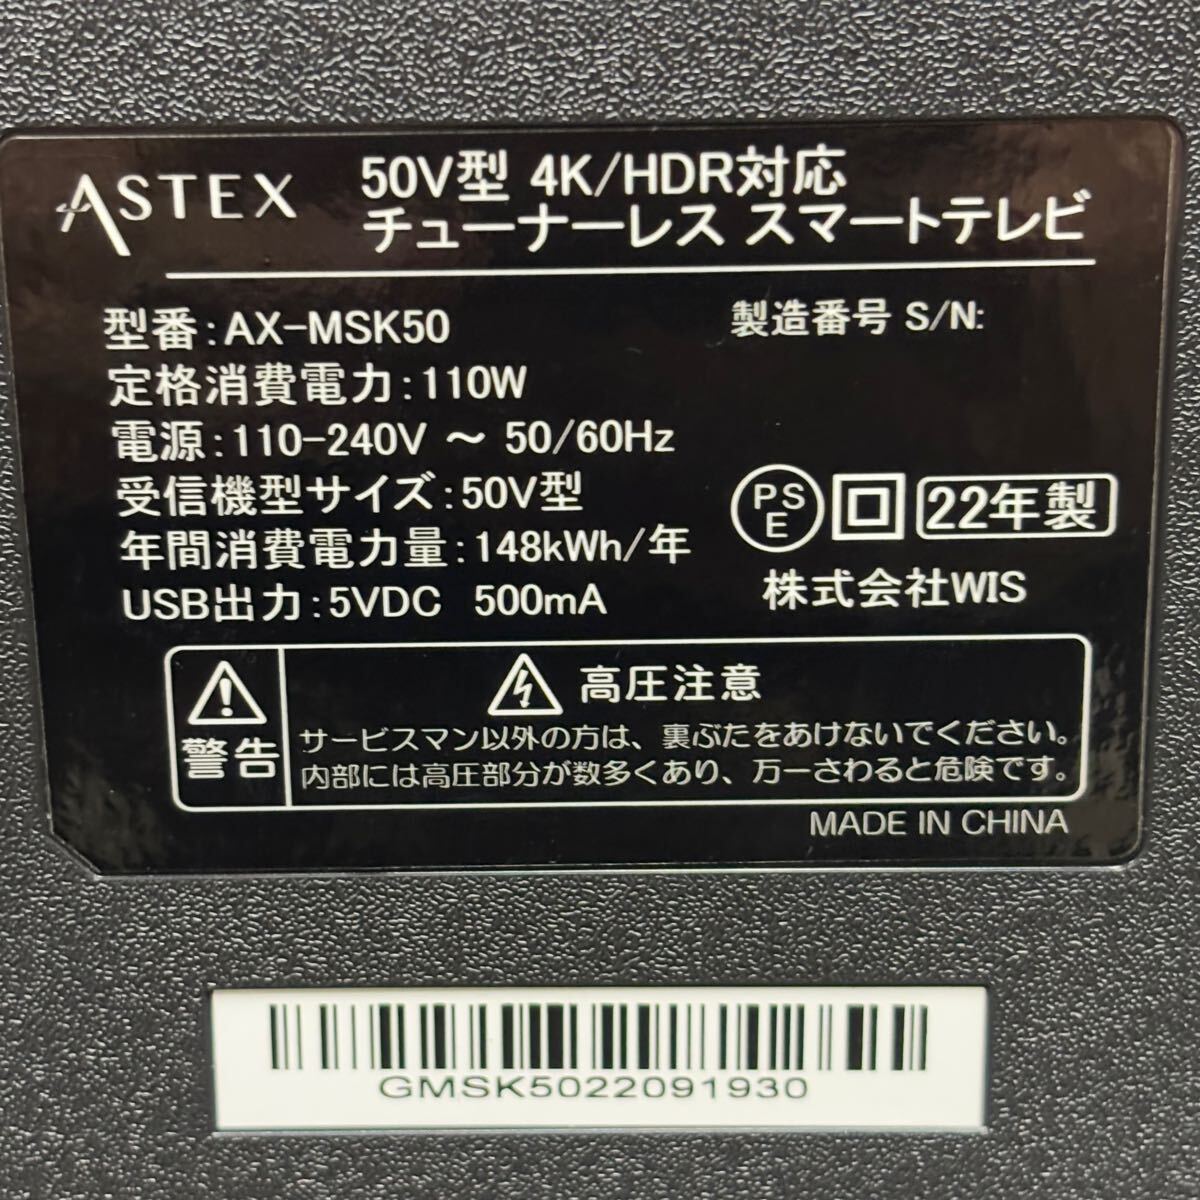 ASTEX
50V型 4K/HDR対応
チューナーレス スマートテレビ
型番:AX-MSK50
製造番号 S/N:
定格消費電力:110W
電源:110-240V ～ 50/60Hz
受信機型サイズ:50V型
年間消費電力量:148kWh/年
USB出力:5VDC 500mA
PS
E
22年製
株式会社WIS
警告
高圧注意
サービスマン以外の方は、裏ぶたをあけないでください。
内部には高圧部分が数多くあり、万一さわると危険です。
MADE IN CHINA
GMSK5022091930